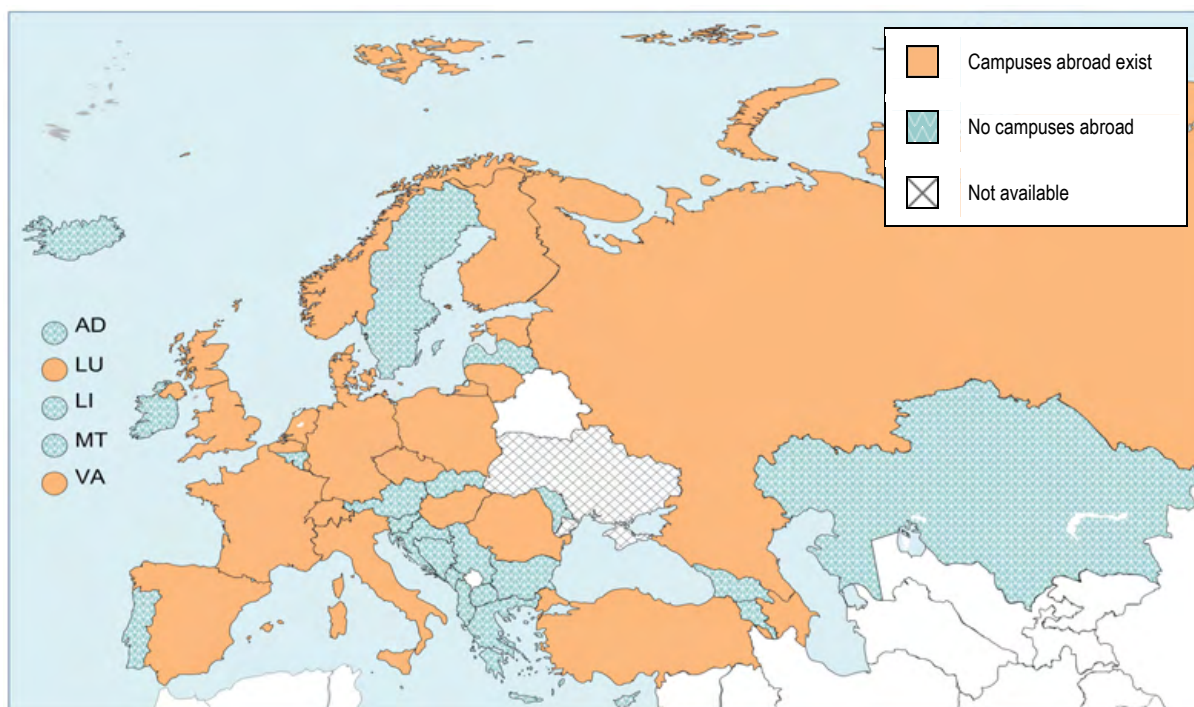 Campuses abroad exist
No campuses abroad
Not available
AD
LU
LI
MT
VA